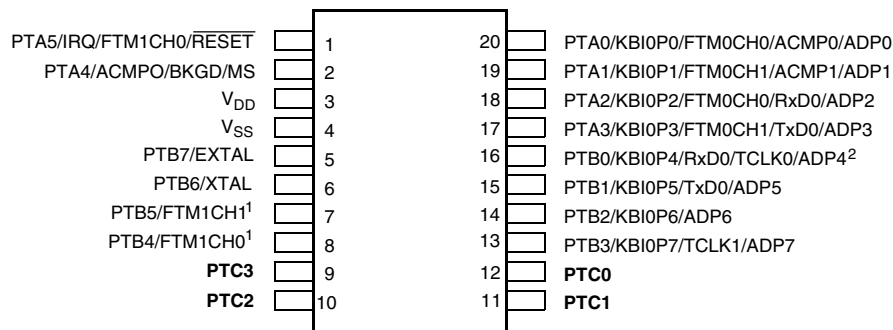 PTA5/IRQ/FTM1CH0/RESET 1 20 PTA0/KBI0P0/FTM0CH0/ACMP0/ADP0
PTA4/ACMPO/BKGD/MS 2 19 PTA1/KBI0P1/FTM0CH1/ACMP1/ADP1
VDD 3 18 PTA2/KBI0P2/FTM0CH0/RxD0/ADP2
VSS 4 17 PTA3/KBI0P3/FTM0CH1/TxD0/ADP3
PTB7/EXTAL 5 16 PTB0/KBI0P4/RxD0/TCLK0/ADP4²
PTB6/XTAL 6 15 PTB1/KBI0P5/TxD0/ADP5
PTB5/FTM1CH1¹ 7 14 PTB2/KBI0P6/ADP6
PTB4/FTM1CH0¹ 8 13 PTB3/KBI0P7/TCLK1/ADP7
PTC3 9 12 PTC0
PTC2 10 11 PTC1